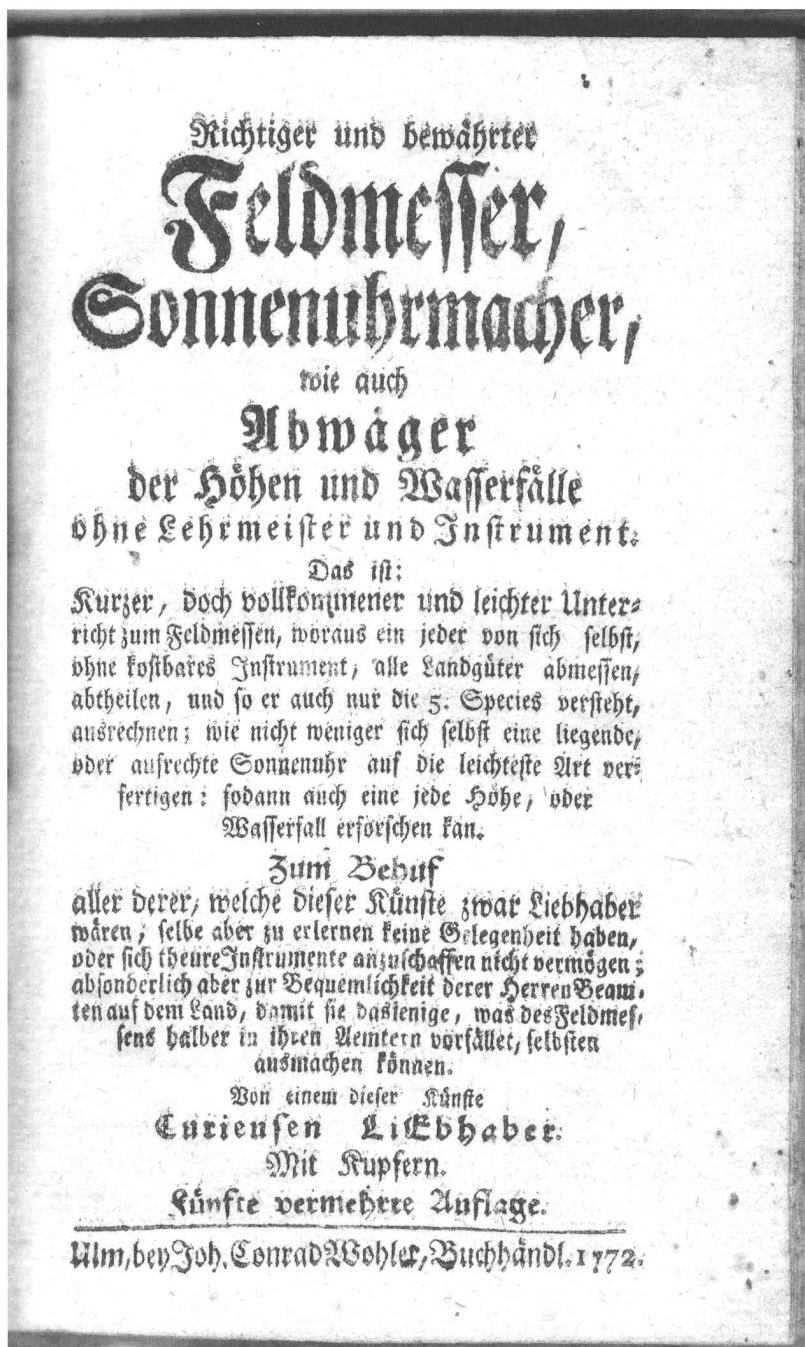 Richtiger und bewährter
Feldmesser,
Sonnenuhrmacher,
wie auch
Abwäger
der Höhen und Wasserfälle
ohne Lehrmeister und Instrument.
Das ist:
Kurzer, doch vollkommener und leichter Unter-
richt zum Feldmessen, woraus ein jeder von sich selbst,
ohne kostbares Instrument, alle Landgüter abmessen,
abtheilen, und so er auch nur die 5. Species versteht,
ausrechnen; wie nicht weniger sich selbst eine liegende,
oder aufrechte Sonnenuhr auf die leichteste Art ver-
fertigen: sodann auch eine jede Höhe, oder
Wasserfall erforschen kan.
Zum Behuf
aller derer, welche dieser Künste zwar Liebhaber
wären, selbe aber zu erlernen keine Gelegenheit haben,
oder sich theure Instrumente anzuschaffen nicht vermögen;
absonderlich aber zur Bequemlichkeit derer Herren Beam-
ten auf dem Land, damit sie dasjenige, was des Feldmes-
sens halber in ihren Aemtern vorfället, selbsten
ausmachen können.
Von einem dieser Künste
Curieusen LiEbhaber.
Mit Kupfern.
Fünfte vermehrte Auflage.
Ulm, bey Joh. Conrad Wohler, Buchhändl. 1772.